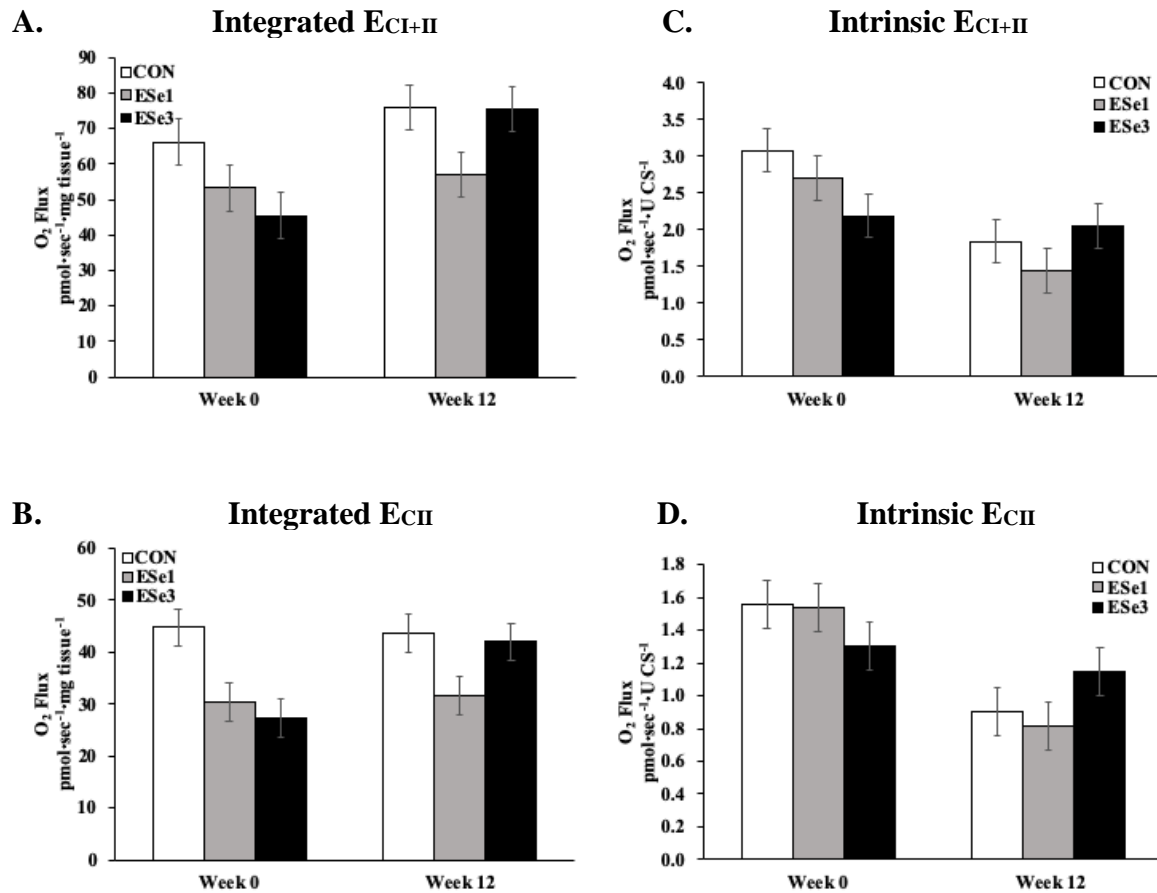 A. Integrated ECI+II
O₂ Flux
pmol•sec⁻¹•mg tissue⁻¹
90
80
70
60
50
40
30
20
10
0
CON
ESe1
ESe3
Week 0 Week 12
C. Intrinsic ECI+II
O₂ Flux
pmol•sec⁻¹•U CS⁻¹
4.0
3.5
3.0
2.5
2.0
1.5
1.0
0.5
0.0
CON
ESe1
ESe3
Week 0 Week 12
B. Integrated ECII
O₂ Flux
pmol•sec⁻¹•mg tissue⁻¹
60
50
40
30
20
10
0
CON
ESe1
ESe3
Week 0 Week 12
D. Intrinsic ECII
O₂ Flux
pmol•sec⁻¹•U CS⁻¹
1.8
1.6
1.4
1.2
1.0
0.8
0.6
0.4
0.2
0.0
CON
ESe1
ESe3
Week 0 Week 12